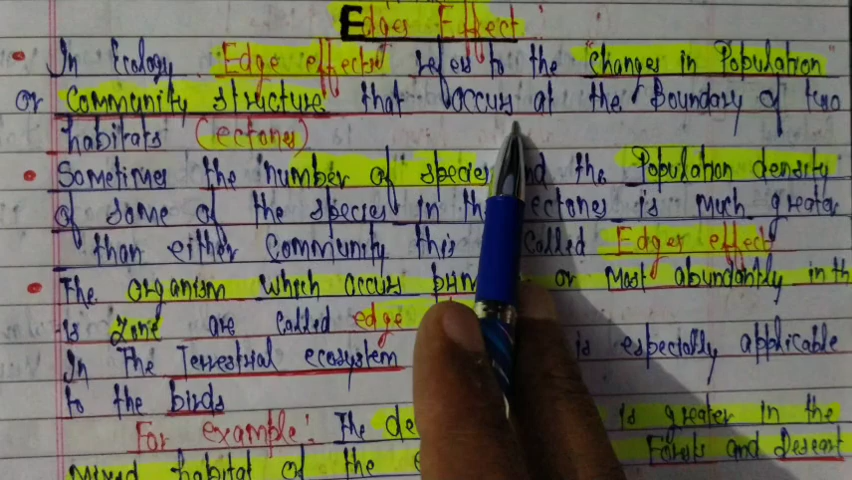 Edges Effect
• In Ecology Edge effects refers to the "Changes in Population"
or Community structure that occurs at the Boundary of two
habitats (ectones)
• Sometimes the number of species and the Population density
of some of the species in the ectones is much greater
than either Community this called Edges effect
• The organism which occurs or most abundantly in th
is zone are called edge
In The Terrestrial ecosystem is especially applicable
to the birds
For example: The is greater in the
Mixed habitat of the Forests and Desert